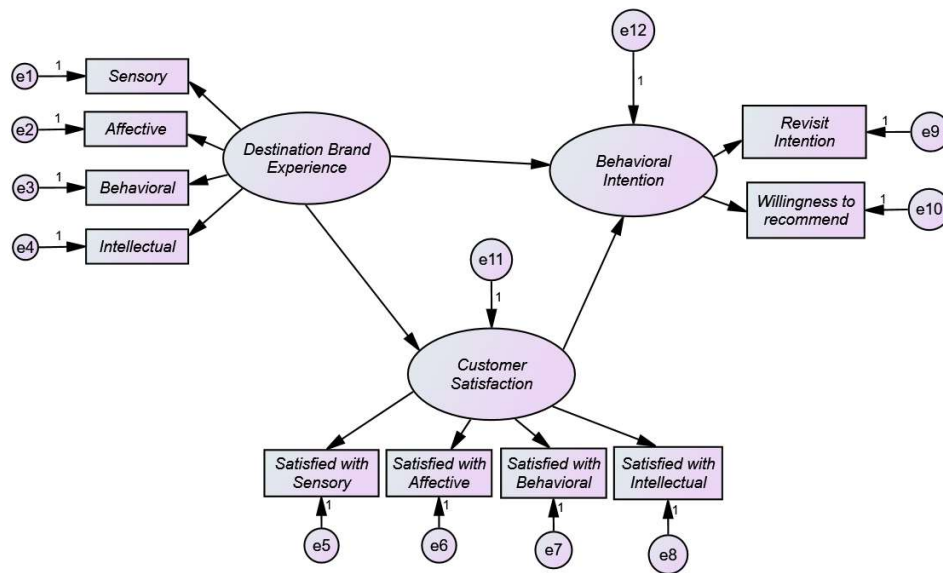 e12
1
e1
1
Sensory
e2
1
Affective
e3
1
Behavioral
e4
1
Intellectual
Destination Brand
Experience
Behavioral
Intention
Revisit
Intention
1
e9
Willingness to
recommend
1
e10
e11
1
Customer
Satisfaction
Satisfied with
Sensory
Satisfied with
Affective
Satisfied with
Behavioral
Satisfied with
Intellectual
1
e5
1
e6
1
e7
1
e8